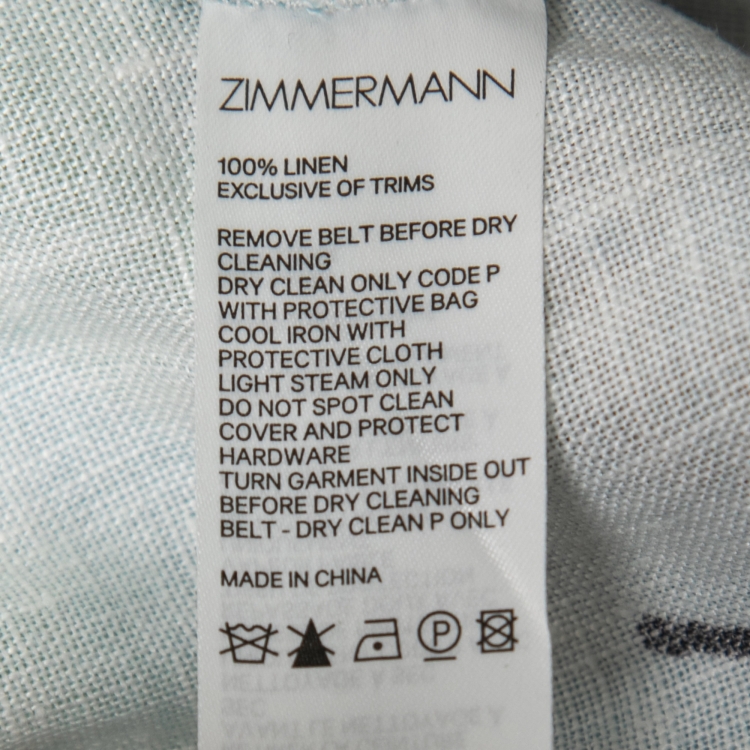 ZIMMERMANN
100% LINEN
EXCLUSIVE OF TRIMS
REMOVE BELT BEFORE DRY
CLEANING
DRY CLEAN ONLY CODE P
WITH PROTECTIVE BAG
COOL IRON WITH
PROTECTIVE CLOTH
LIGHT STEAM ONLY
DO NOT SPOT CLEAN
COVER AND PROTECT
HARDWARE
TURN GARMENT INSIDE OUT
BEFORE DRY CLEANING
BELT - DRY CLEAN P ONLY
MADE IN CHINA
P